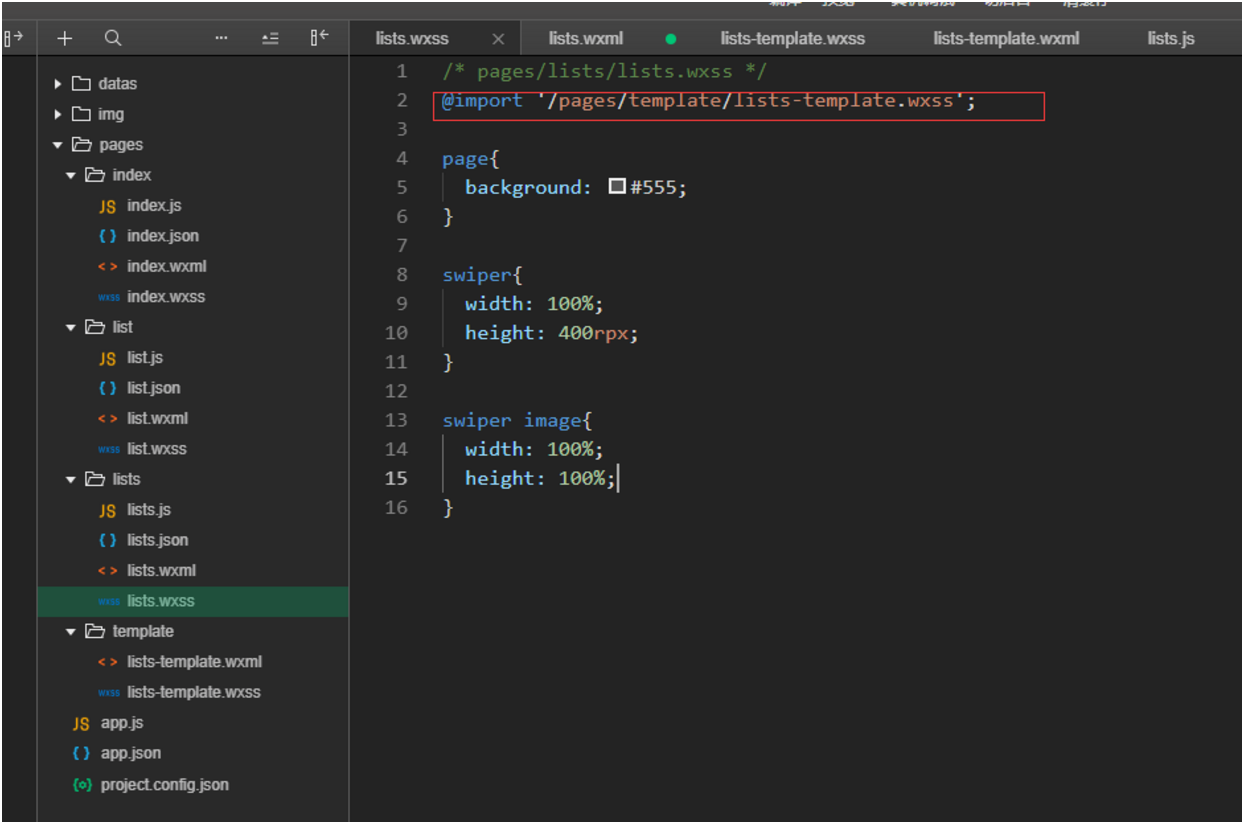 lists.wxss
lists.wxml
lists-template.wxss
lists-template.wxml
lists.js
datas
img
pages
index
JS index.js
{ } index.json
< > index.wxml
wxss index.wxss
list
JS list.js
{ } list.json
< > list.wxml
wxss list.wxss
lists
JS lists.js
{ } lists.json
< > lists.wxml
wxss lists.wxss
template
< > lists-template.wxml
wxss lists-template.wxss
JS app.js
{ } app.json
{o} project.config.json
1 /* pages/lists/lists.wxss */
2 @import '/pages/template/lists-template.wxss';
3
4 page{
5 background: #555;
6 }
7
8 swiper{
9 width: 100%;
10 height: 400rpx;
11 }
12
13 swiper image{
14 width: 100%;
15 height: 100%;
16 }